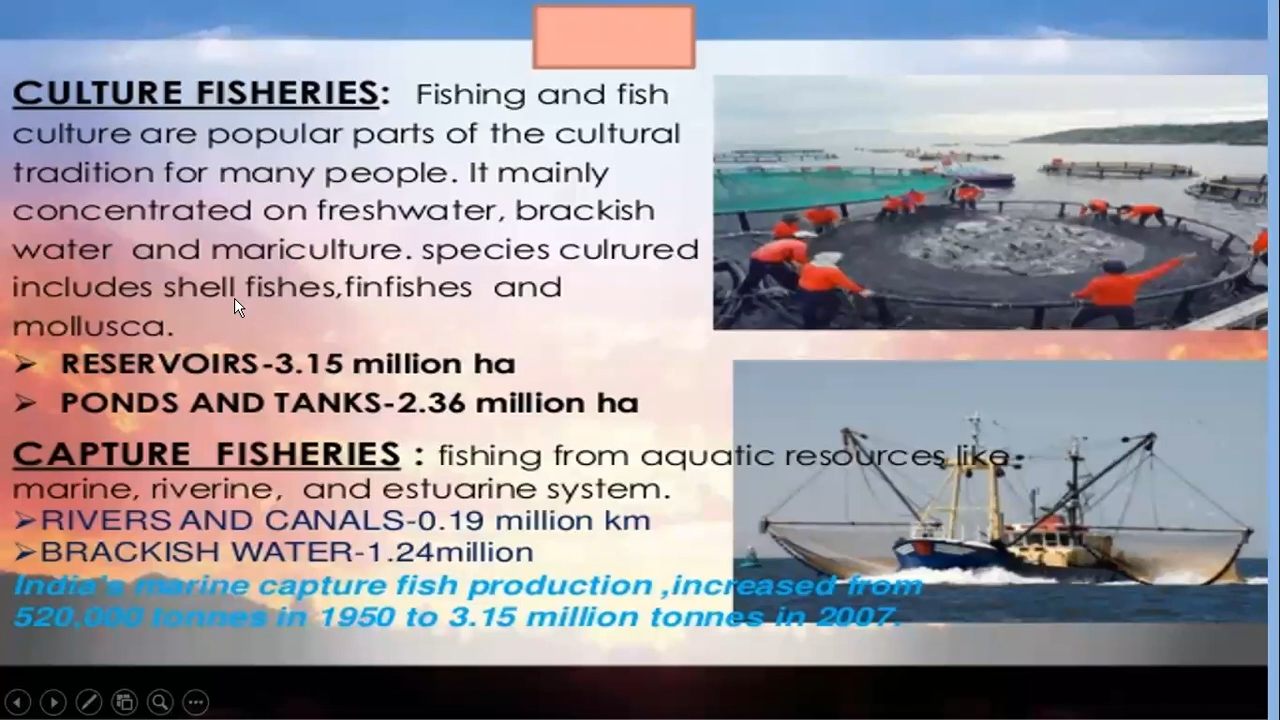 CULTURE FISHERIES: Fishing and fish
culture are popular parts of the cultural
tradition for many people. It mainly
concentrated on freshwater, brackish
water and mariculture. species culrured
includes shell fishes,finfishes and
mollusca.
➢ RESERVOIRS-3.15 million ha
➢ PONDS AND TANKS-2.36 million ha
CAPTURE FISHERIES : fishing from aquatic resources like
marine, riverine, and estuarine system.
➢RIVERS AND CANALS-0.19 million km
➢BRACKISH WATER-1.24million
India's marine capture fish production ,increased from
520,000 tonnes in 1950 to 3.15 million tonnes in 2007.